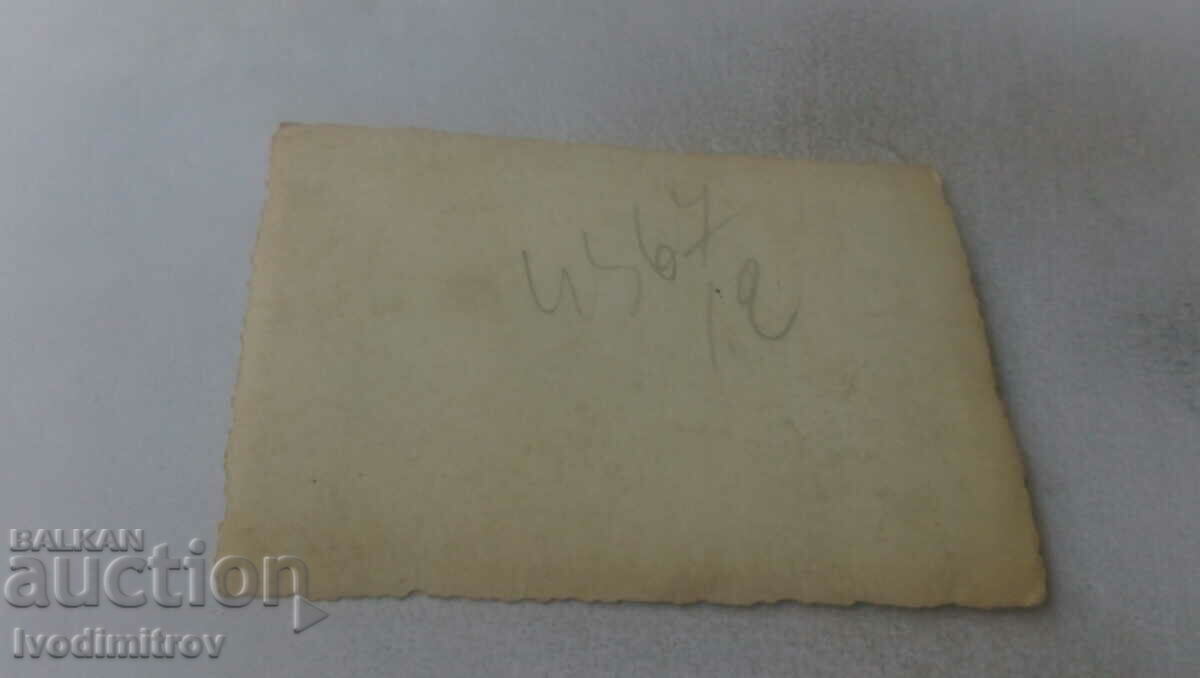 4567
12
BALKAN
auction
Ivodimitrov